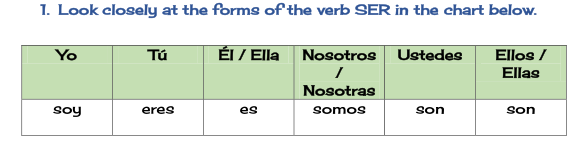 1. Look closely at the forms of the verb SER in the chart below.
Yo Tú Él / Ella Nosotros / Nosotras Ustedes Ellos / Ellas
soy eres es somos son son